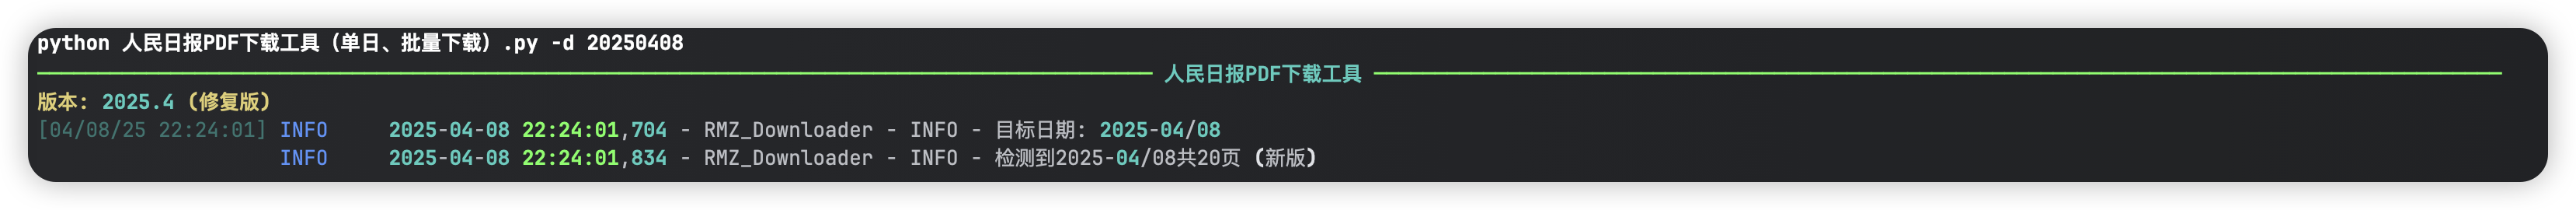 python 人民日报PDF下载工具（单日、批量下载）.py -d 20250408
人民日报PDF下载工具
版本: 2025.4 (修复版)
[04/08/25 22:24:01] INFO 2025-04-08 22:24:01,704 - RMZ_Downloader - INFO - 目标日期: 2025-04/08
INFO 2025-04-08 22:24:01,834 - RMZ_Downloader - INFO - 检测到2025-04/08共20页 (新版)